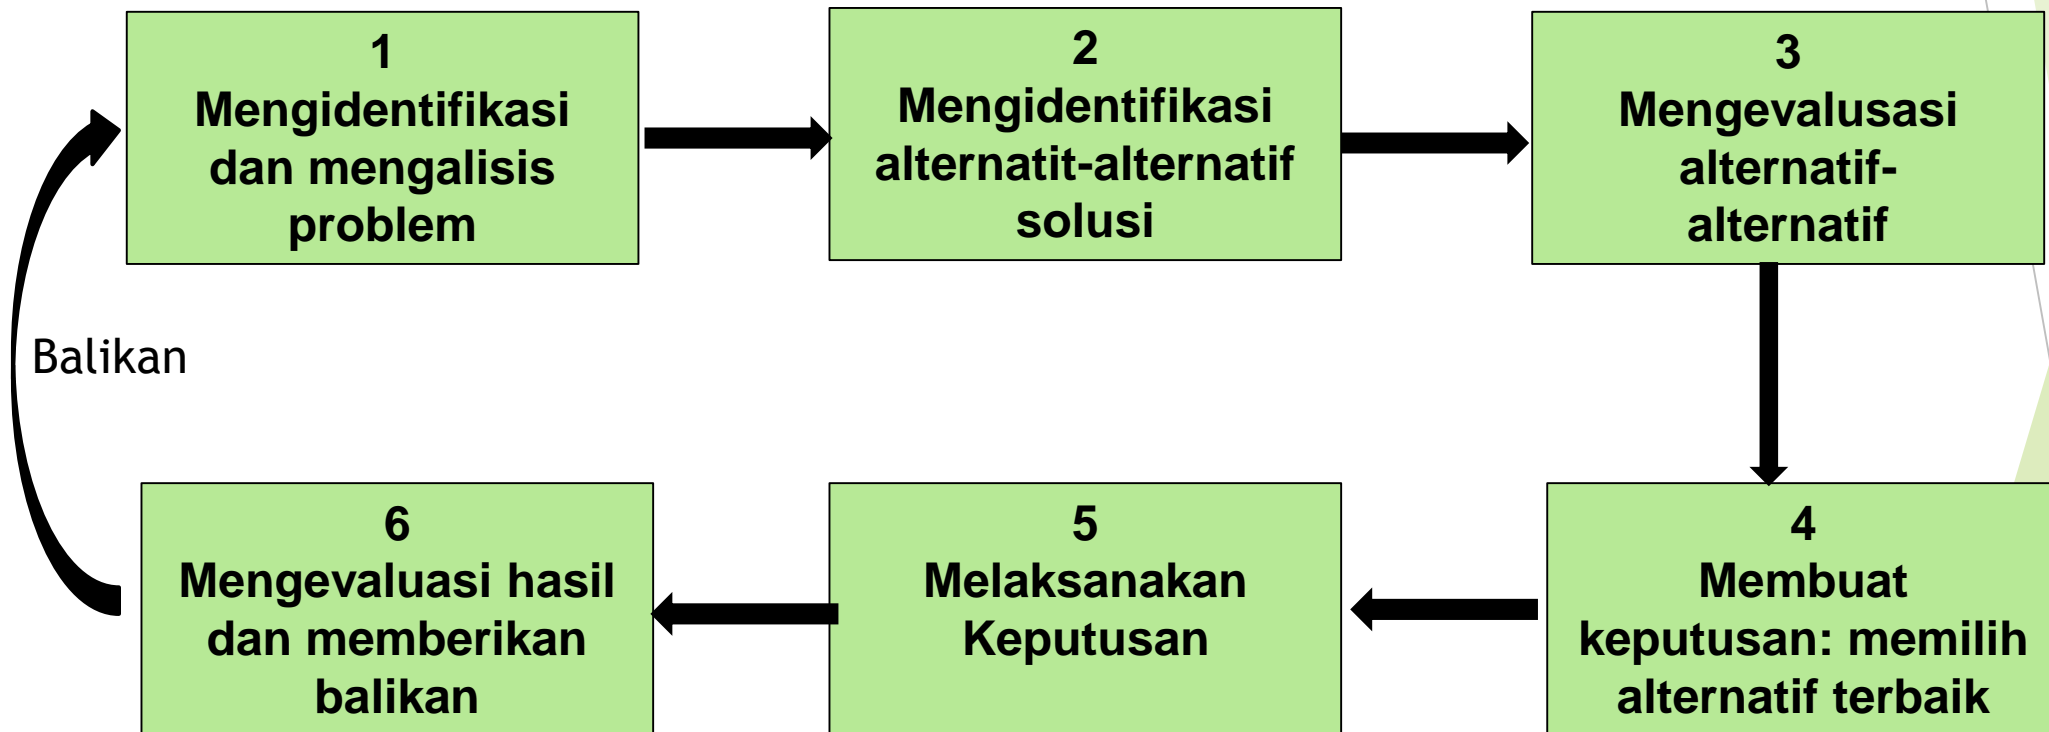 1
Mengidentifikasi
dan mengalisis
problem
2
Mengidentifikasi
alternatit-alternatif
solusi
3
Mengevalusasi
alternatif-
alternatif
Balikan
4
Membuat
keputusan: memilih
alternatif terbaik
5
Melaksanakan
Keputusan
6
Mengevaluasi hasil
dan memberikan
balikan